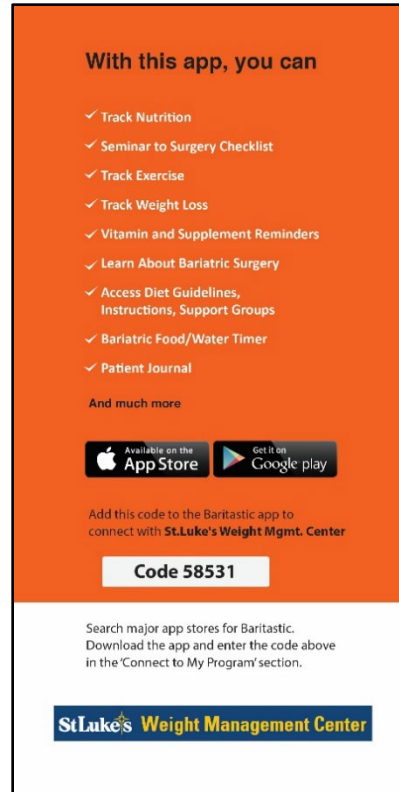 With this app, you can
Track Nutrition
Seminar to Surgery Checklist
Track Exercise
Track Weight Loss
Vitamin and Supplement Reminders
Learn About Bariatric Surgery
Access Diet Guidelines,
Instructions, Support Groups
Bariatric Food/Water Timer
Patient Journal
And much more
Available on the
App Store
Get it on
Google play
Add this code to the Baritastic app to
connect with St.Luke's Weight Mgmt. Center
Code 58531
Search major app stores for Baritastic.
Download the app and enter the code above
in the 'Connect to My Program' section.
StLuke's Weight Management Center